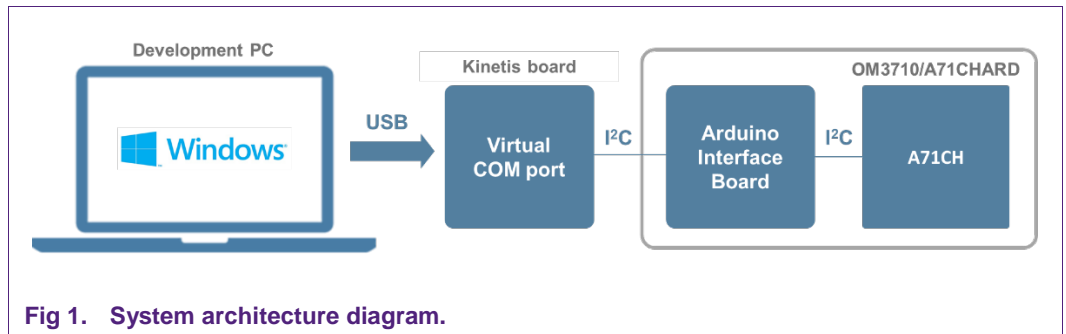 Development PC
Windows
USB
Kinetis board
Virtual
COM port
I²C
OM3710/A71CHARD
Arduino
Interface
Board
I²C
A71CH
Fig 1. System architecture diagram.